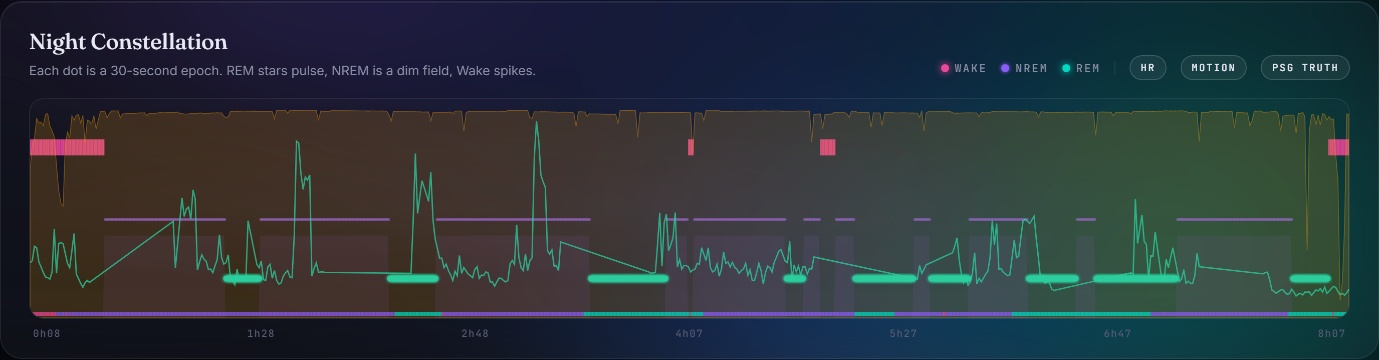 Night Constellation
Each dot is a 30-second epoch. REM stars pulse, NREM is a dim field, Wake spikes.
WAKE NREM REM HR MOTION PSG TRUTH
0h08 1h28 2h48 4h07 5h27 6h47 8h07